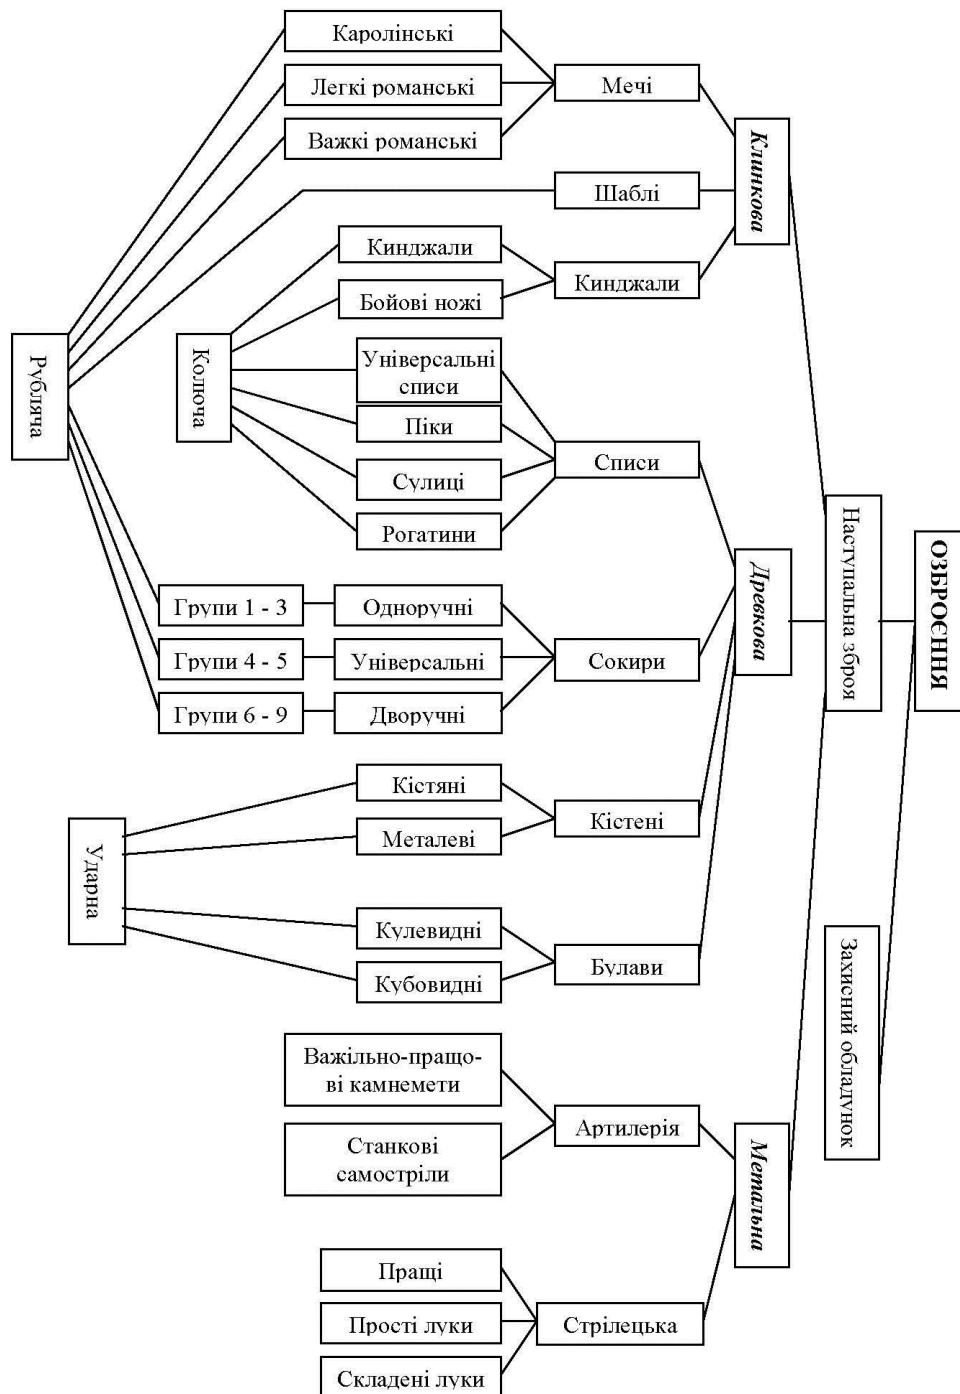 ОЗБРОЄННЯ
Наступальна зброя
Захисний обладунок
Клинкова
Древкова
Метальна
Мечі
Шаблі
Кинджали
Списи
Сокири
Кістені
Булави
Артилерія
Стрілецька
Каролінські
Легкі романські
Важкі романські
Кинджали
Бойові ножі
Універсальні
списи
Піки
Сулиці
Рогатини
Одноручні
Універсальні
Дворучні
Групи 1 - 3
Групи 4 - 5
Групи 6 - 9
Кістяні
Металеві
Кулевидні
Кубовидні
Важільно-пращо-
ві камнемети
Станкові
самостріли
Пращі
Прості луки
Складені луки
Рубляча
Колюча
Ударна